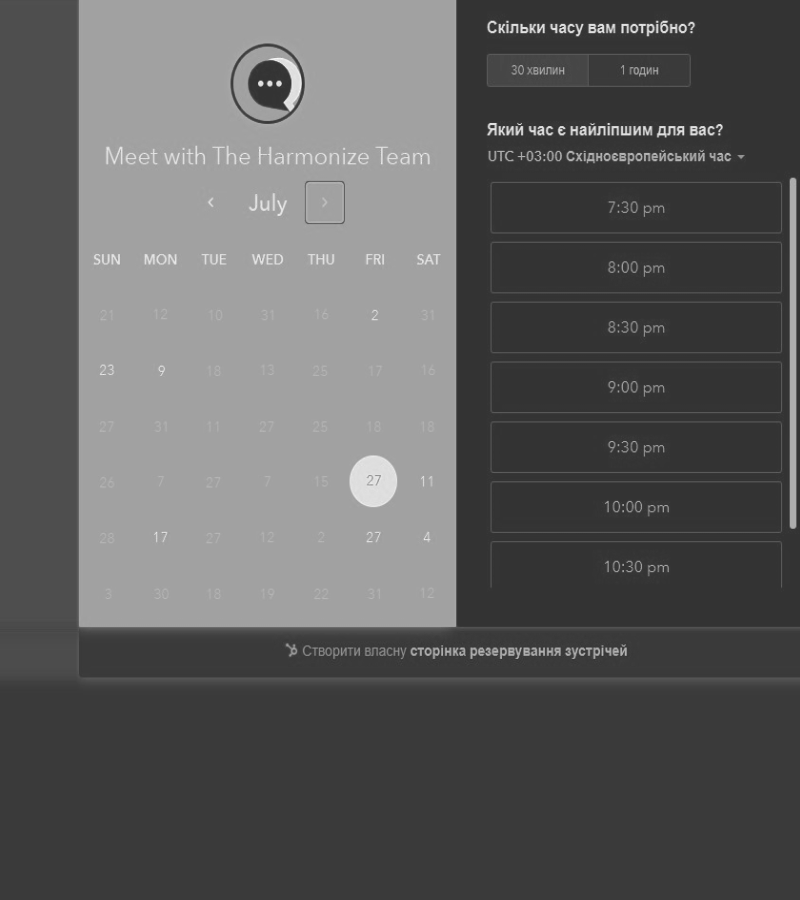 Meet with The Harmonize Team
July
SUN MON TUE WED THU FRI SAT
21 12 10 31 16 2 31
23 9 18 13 25 17 16
27 31 11 27 25 18 18
26 7 27 7 15 27 11
28 17 27 12 2 27 4
3 30 18 19 22 31 12
Скільки часу вам потрібно?
30 хвилин 1 годин
Який час є найліпшим для вас?
UTC +03:00 Східноєвропейський час
7:30 pm
8:00 pm
8:30 pm
9:00 pm
9:30 pm
10:00 pm
10:30 pm
Створити власну сторінка резервування зустрічей